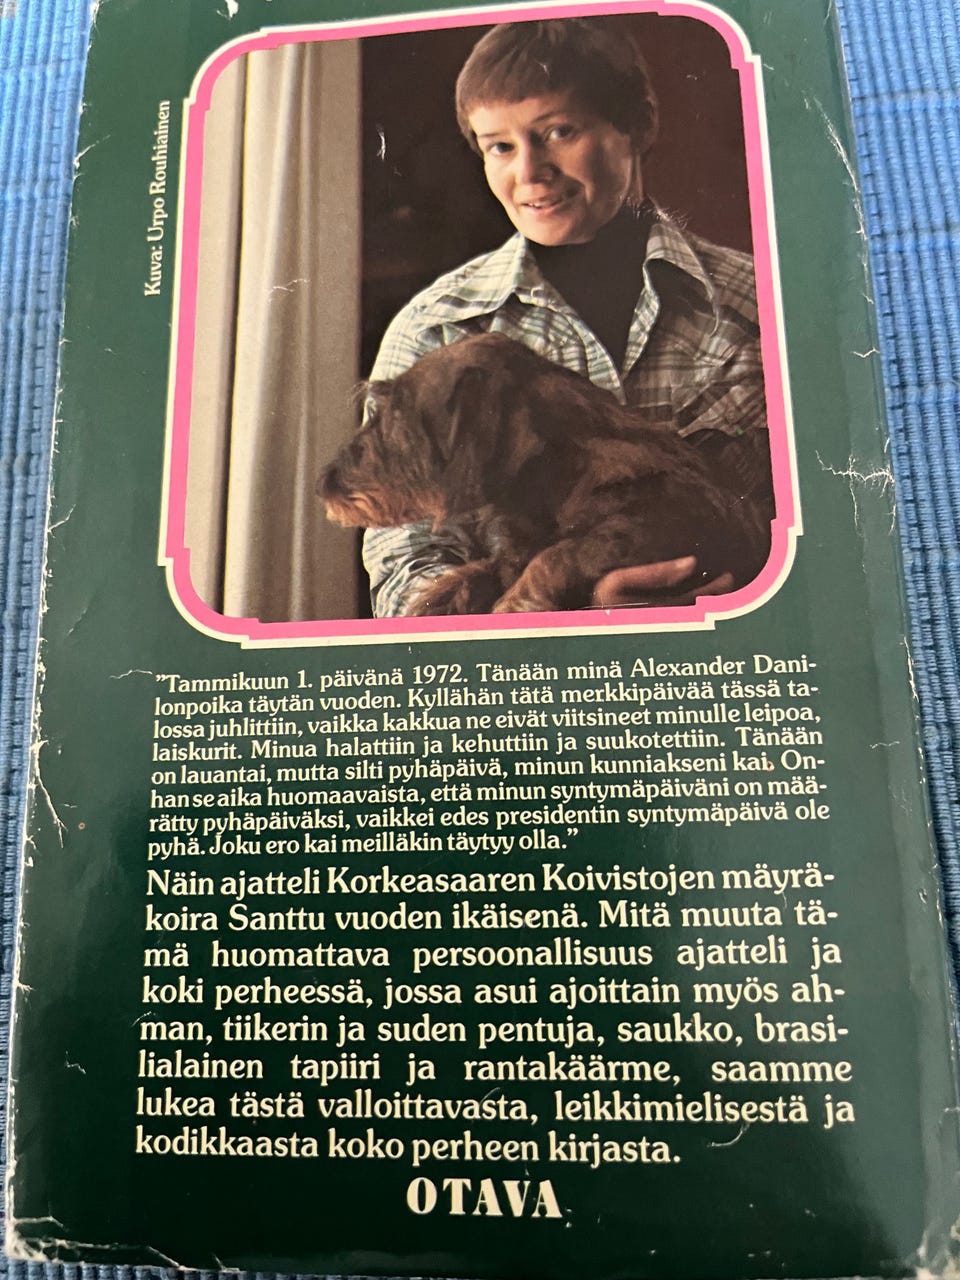 Kuva: Urpo Rouhiainen
”Tammikuun 1. päivänä 1972. Tänään minä Alexander Dani-
lonpoika täytän vuoden. Kyllähän tätä merkkipäivää tässä ta-
lossa juhlittiin, vaikka kakkua ne eivät viitsineet minulle leipoa,
laiskurit. Minua halattiin ja kehuttiin ja suukotettiin. Tänään
on lauantai, mutta silti pyhäpäivä, minun kunniakseni kai. On-
han se aika huomaavaista, että minun syntymäpäiväni on mää-
rätty pyhäpäiväksi, vaikkei edes presidentin syntymäpäivä ole
pyhä. Joku ero kai meilläkin täytyy olla.”
Näin ajatteli Korkeasaaren Koivistojen mäyrä-
koira Santtu vuoden ikäisenä. Mitä muuta tä-
mä huomattava persoonallisuus ajatteli ja
koki perheessä, jossa asui ajoittain myös ah-
man, tiikerin ja suden pentuja, saukko, brasi-
lialainen tapiiri ja rantakäärme, saamme
lukea tästä valloittavasta, leikkimielisestä ja
kodikkaasta koko perheen kirjasta.
OTAVA